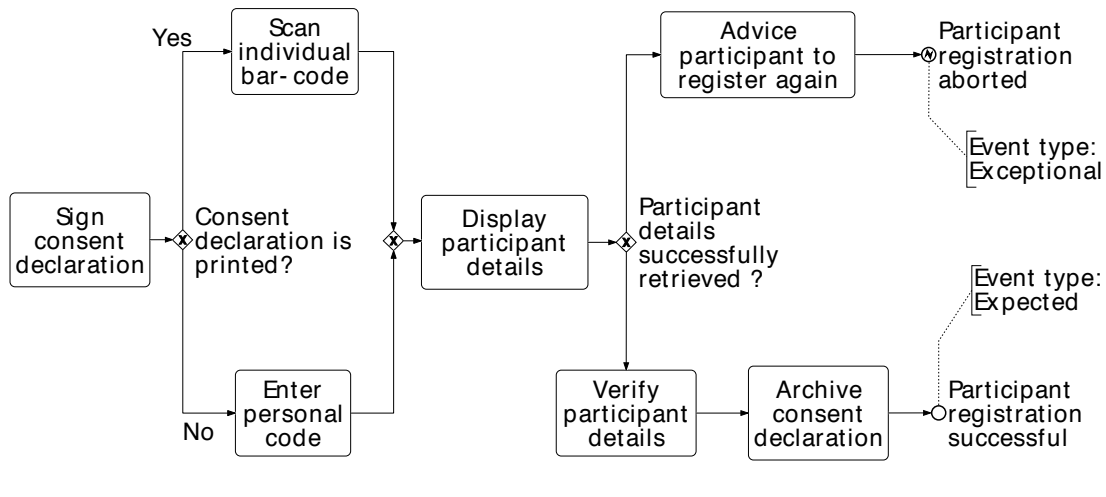 Sign
consent
declaration
Yes
No
Consent
declaration is
printed?
Scan
individual
bar-code
Enter
personal
code
Display
participant
details
Participant
details
successfully
retrieved ?
Advice
participant to
register again
Participant
registration
aborted
Event type:
Exceptional
Verify
participant
details
Archive
consent
declaration
Event type:
Expected
Participant
registration
successful